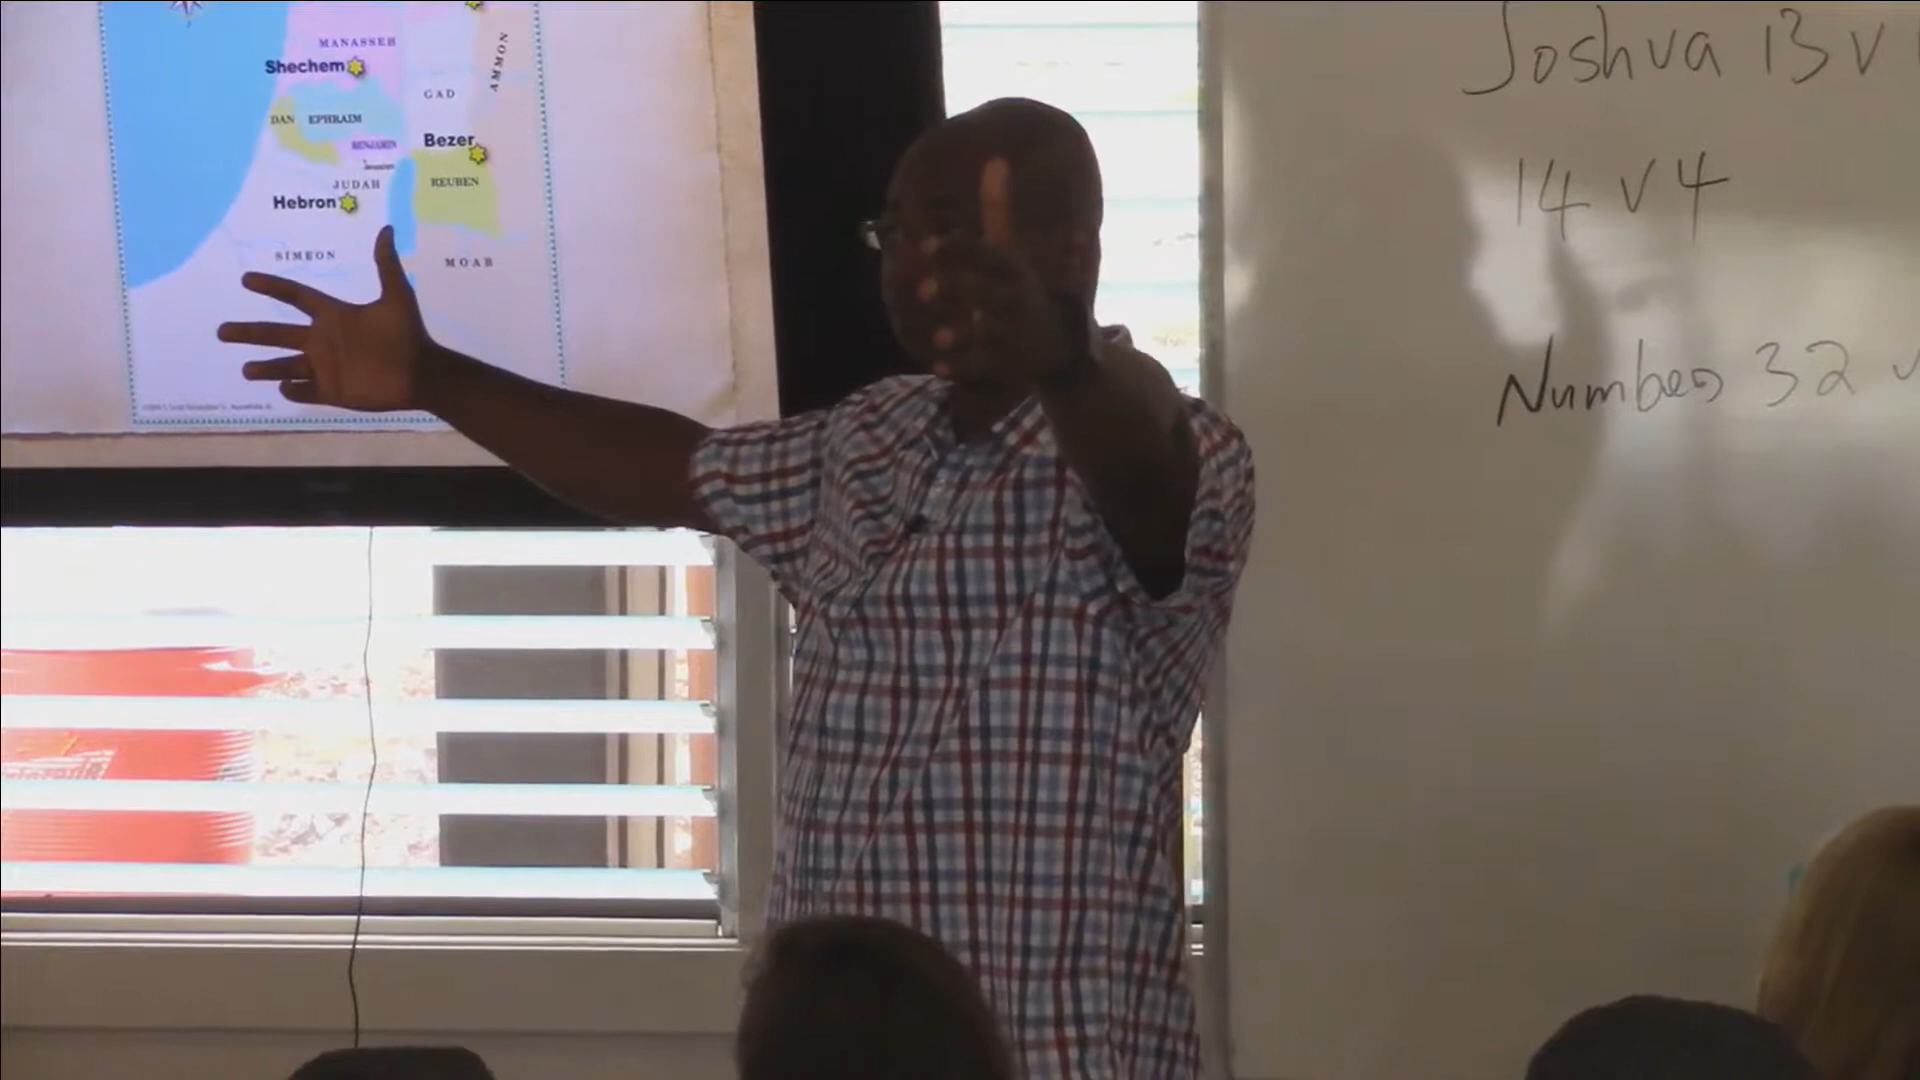 MANASSEH
Shechem
AMMON
GAD
DAN
EPHRAIM
Bezer
BENJAMIN
Jerusalem
JUDAH
REUBEN
Hebron
SIMEON
MOAB
Joshua 13 v
14 v 4
Numbers 32 v